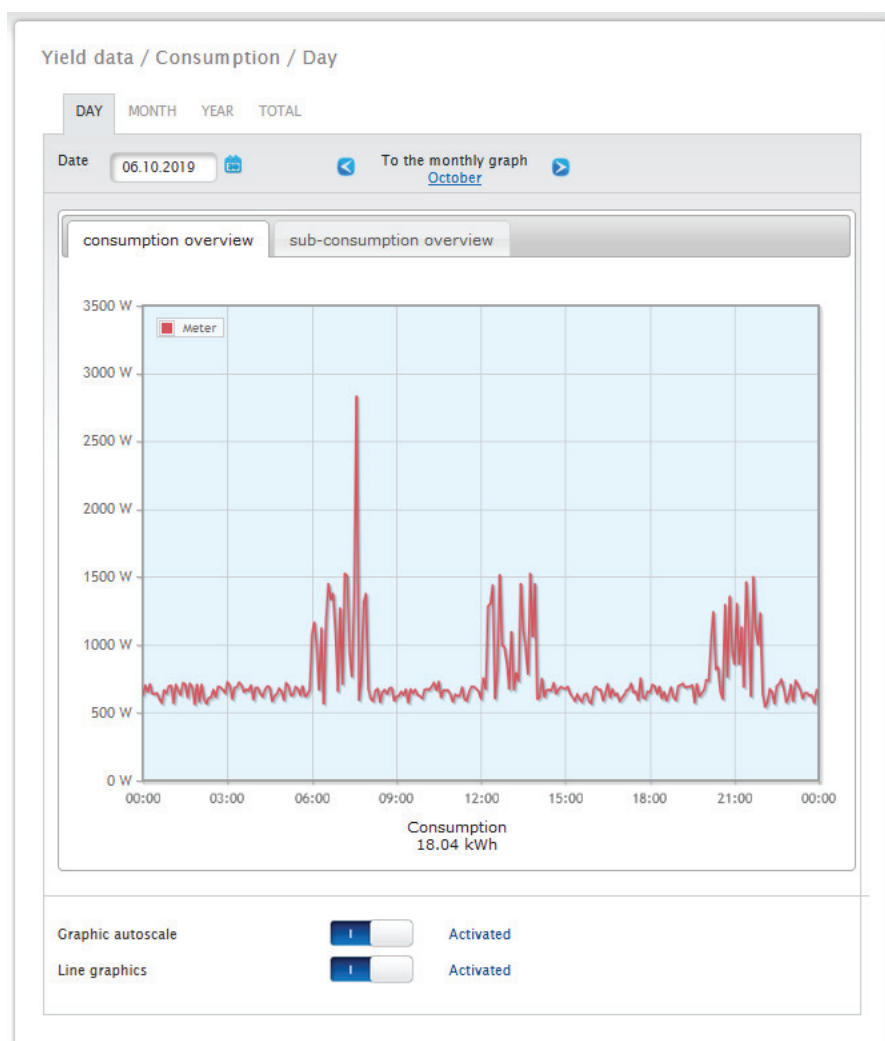 Yield data / Consumption / Day
DAY MONTH YEAR TOTAL
Date 06.10.2019 To the monthly graph
October
consumption overview sub-consumption overview
3500 W
Meter
3000 W
2500 W
2000 W
1500 W
1000 W
500 W
0 W
00:00 03:00 06:00 09:00 12:00 15:00 18:00 21:00 00:00
Consumption
18.04 kWh
Graphic autoscale I Activated
Line graphics I Activated